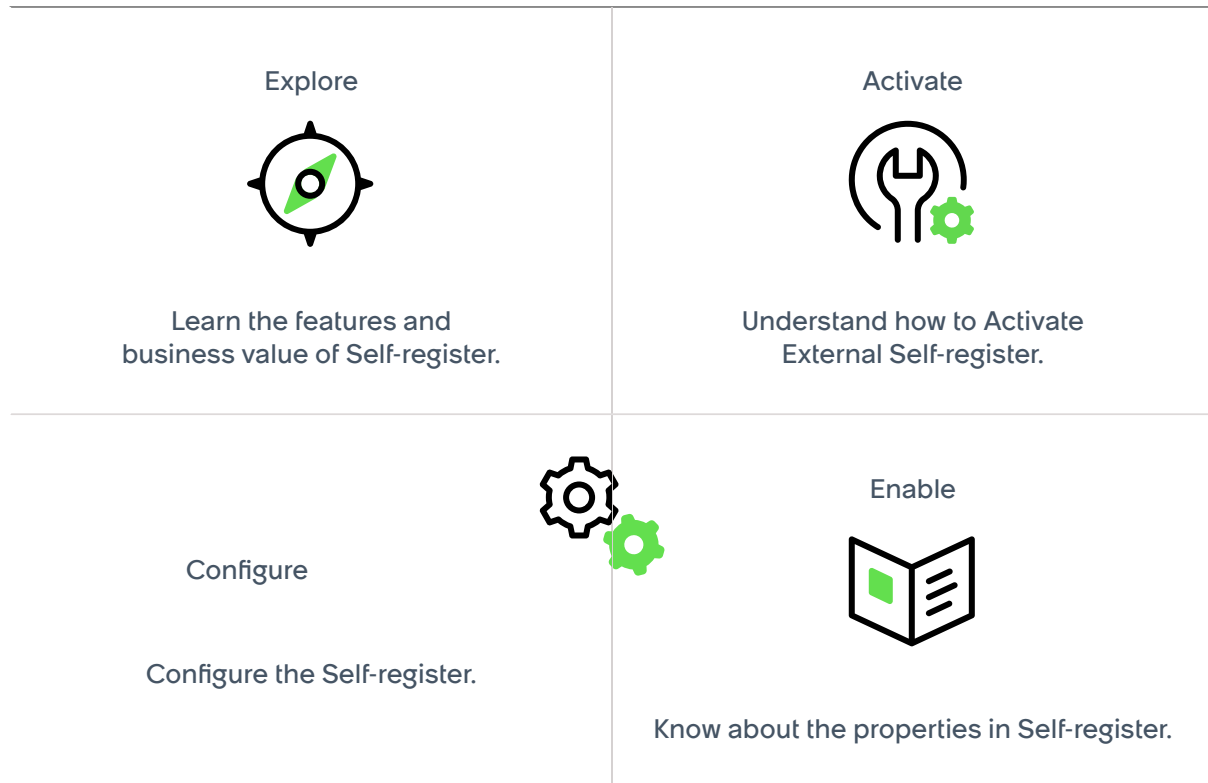 Explore
Learn the features and
business value of Self-register.
Activate
Understand how to Activate
External Self-register.
Configure
Configure the Self-register.
Enable
Know about the properties in Self-register.